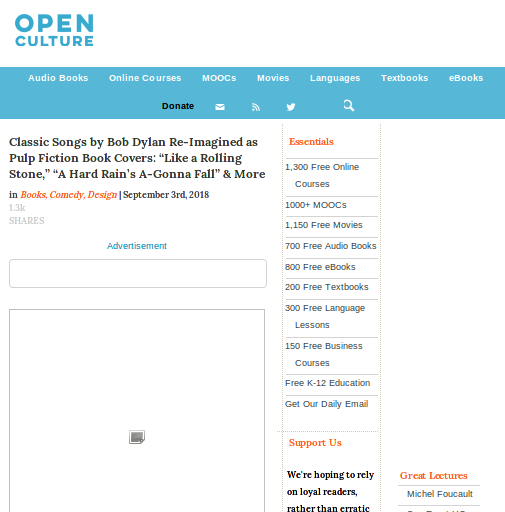 OPEN
CULTURE
Audio Books Online Courses MOOCs Movies Languages Textbooks eBooks
Donate
Classic Songs by Bob Dylan Re-Imagined as
Pulp Fiction Book Covers: “Like a Rolling
Stone,” “A Hard Rain’s A-Gonna Fall” & More
in Books, Comedy, Design | September 3rd, 2018
1.3k
SHARES
Advertisement
Essentials
1,300 Free Online
Courses
1000+ MOOCs
1,150 Free Movies
700 Free Audio Books
800 Free eBooks
200 Free Textbooks
300 Free Language
Lessons
150 Free Business
Courses
Free K-12 Education
Get Our Daily Email
Support Us
We're hoping to rely
on loyal readers,
rather than erratic
Great Lectures
Michel Foucault